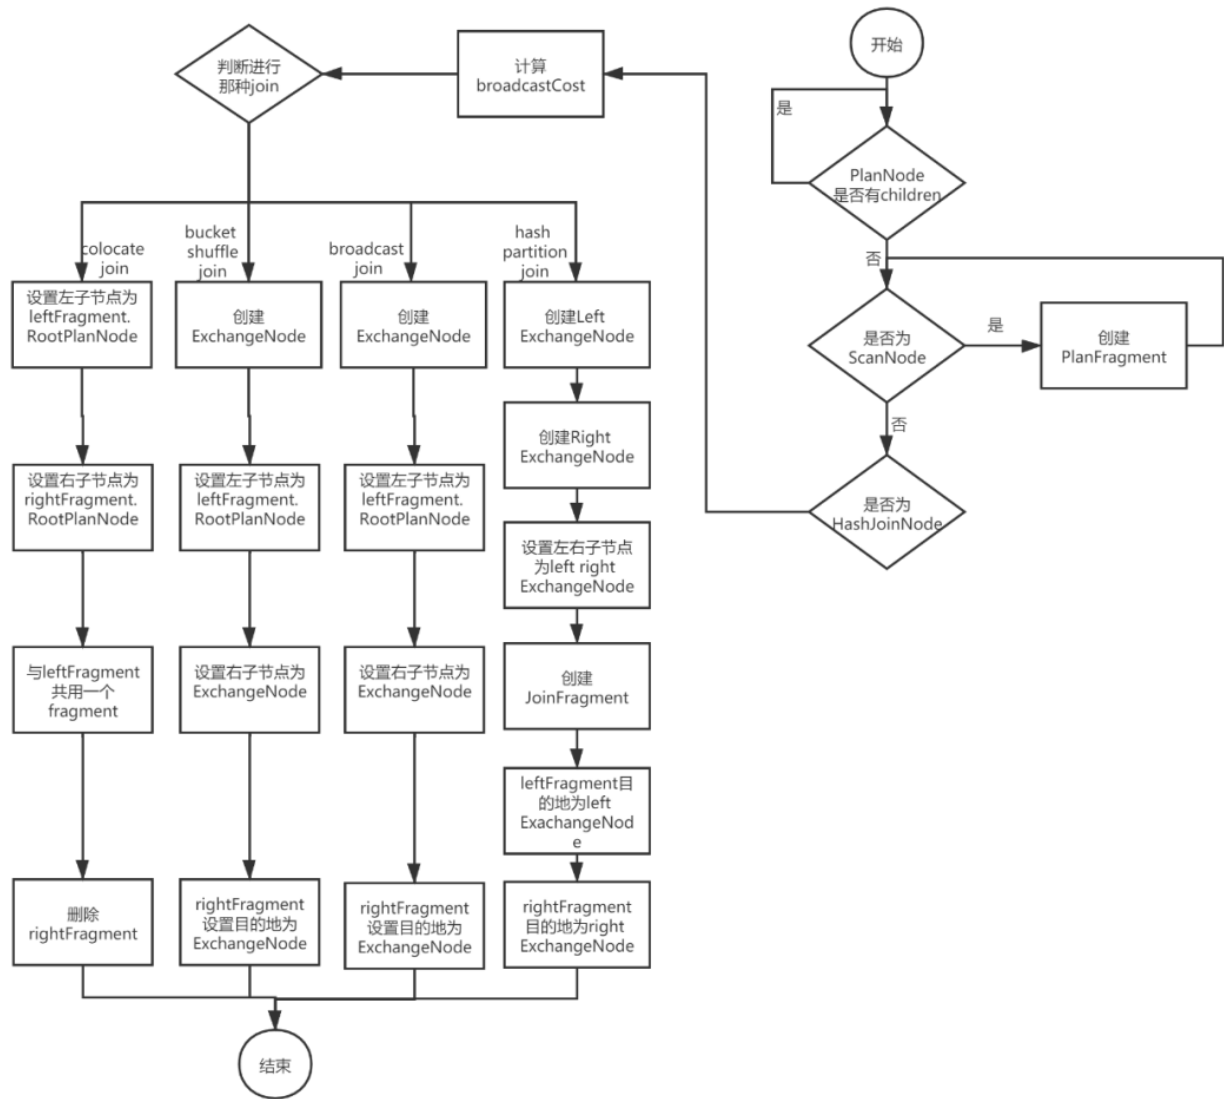 开始
是
PlanNode
是否有children
否
是否为
ScanNode
是
创建
PlanFragment
否
是否为
HashJoinNode
计算
broadcastCost
判断进行
那种join
colocate
join
设置左子节点为
leftFragment.
RootPlanNode
设置右子节点为
rightFragment.
RootPlanNode
与leftFragment
共用一个
fragment
删除
rightFragment
bucket
shuffle
join
创建
ExchangeNode
设置左子节点为
leftFragment.
RootPlanNode
设置右子节点为
ExchangeNode
rightFragment
设置目的地为
ExchangeNode
broadcast
join
创建
ExchangeNode
设置左子节点为
leftFragment.
RootPlanNode
设置右子节点为
ExchangeNode
rightFragment
设置目的地为
ExchangeNode
hash
partition
join
创建Left
ExchangeNode
创建Right
ExchangeNode
设置左右子节点
为left right
ExchangeNode
创建
JoinFragment
leftFragment目
的地为left
ExachangeNod
e
rightFragment
目的地为right
ExchangeNode
结束